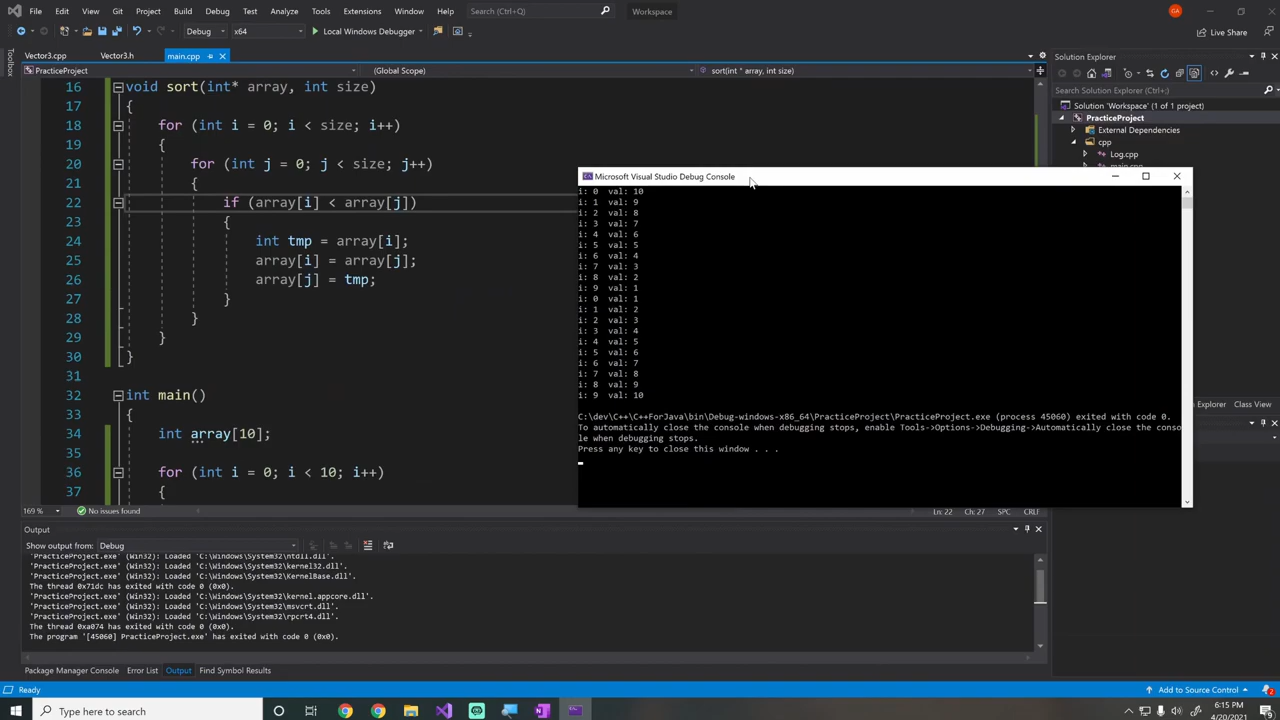 File Edit View Git Project Build Debug Test Analyze Tools Extensions Window Help Search (Ctrl+Q) Workspace GA
Debug x64 Local Windows Debugger Live Share
Toolbox
Vector3.cpp Vector3.h main.cpp
PracticeProject (Global Scope) sort(int * array, int size)
16 void sort(int* array, int size)
17 {
18 for (int i = 0; i < size; i++)
19 {
20 for (int j = 0; j < size; j++)
21 {
22 if (array[i] < array[j])
23 {
24 int tmp = array[i];
25 array[i] = array[j];
26 array[j] = tmp;
27 }
28 }
29 }
30 }
31
32 int main()
33 {
34 int array[10];
35
36 for (int i = 0; i < 10; i++)
37 {
169 % No issues found Ln: 22 Ch: 27 SPC CRLF
Microsoft Visual Studio Debug Console
i: 0 val: 10
i: 1 val: 9
i: 2 val: 8
i: 3 val: 7
i: 4 val: 6
i: 5 val: 5
i: 6 val: 4
i: 7 val: 3
i: 8 val: 2
i: 9 val: 1
i: 0 val: 1
i: 1 val: 2
i: 2 val: 3
i: 3 val: 4
i: 4 val: 5
i: 5 val: 6
i: 6 val: 7
i: 7 val: 8
i: 8 val: 9
i: 9 val: 10
C:\dev\C++\C++ForJava\bin\Debug-windows-x86_64\PracticeProject\PracticeProject.exe (process 45060) exited with code 0.
To automatically close the console when debugging stops, enable Tools->Options->Debugging->Automatically close the conso
le when debugging stops.
Press any key to close this window . . .
Solution Explorer
Search Solution Explorer (Ctrl+;)
Solution 'Workspace' (1 of 1 project)
PracticeProject
External Dependencies
cpp
Log.cpp
main.cpp
Explorer Class View
Output
Show output from: Debug
'PracticeProject.exe' (Win32): Loaded 'C:\Windows\System32\ntdll.dll'.
'PracticeProject.exe' (Win32): Loaded 'C:\Windows\System32\kernel32.dll'.
'PracticeProject.exe' (Win32): Loaded 'C:\Windows\System32\KernelBase.dll'.
The thread 0x71dc has exited with code 0 (0x0).
'PracticeProject.exe' (Win32): Loaded 'C:\Windows\System32\kernel.appcore.dll'.
'PracticeProject.exe' (Win32): Loaded 'C:\Windows\System32\msvcrt.dll'.
'PracticeProject.exe' (Win32): Loaded 'C:\Windows\System32\rpcrt4.dll'.
The thread 0xa074 has exited with code 0 (0x0).
The program '[45060] PracticeProject.exe' has exited with code 0 (0x0).
Package Manager Console Error List Output Find Symbol Results
Ready Add to Source Control 2
Type here to search 6:15 PM
4/20/2021